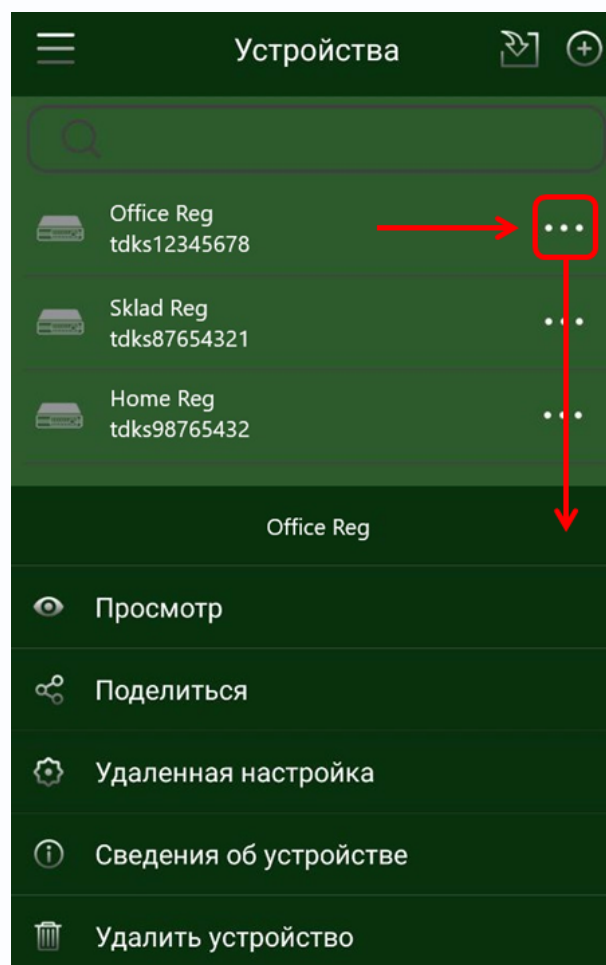 Устройства
Office Reg
tdks12345678
Sklad Reg
tdks87654321
Home Reg
tdks98765432
Office Reg
Просмотр
Поделиться
Удаленная настройка
Сведения об устройстве
Удалить устройство